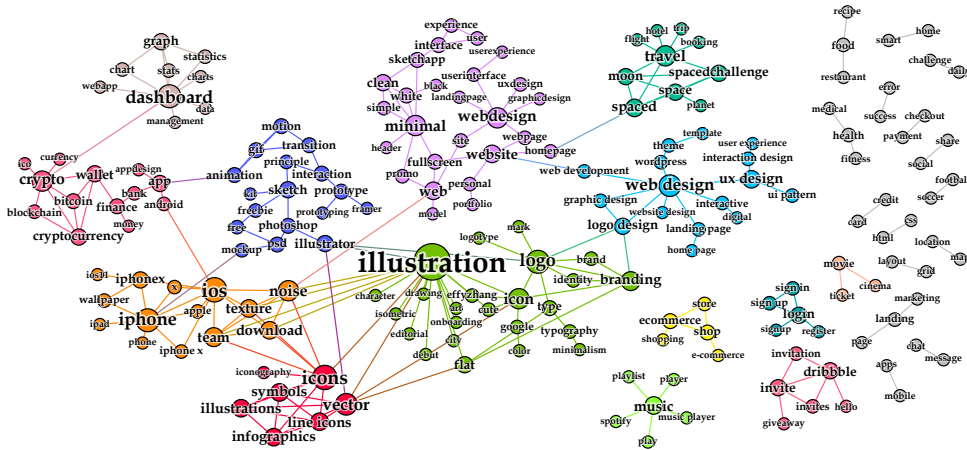 graph
statistics
chart
stats
charts
webapp
dashboard
data
management
experience
interface
user
sketchapp
userexperience
clean
black
userinterface
uxdesign
white
landingpage
graphicdesign
simple
minimal
webdesign
header
site
webpage
fullscreen
website
homepage
promo
web
personal
model
portfolio
hotel
trip
flight
booking
travel
moon
spacedchallenge
space
spaced
planet
recipe
food
restaurant
smart
home
challenge
daily
error
success
medical
health
fitness
checkout
payment
share
social
football
soccer
credit
card
css
html
location
map
layout
grid
movie
cinema
ticket
marketing
landing
page
chat
message
apps
mobile
motion
gif
transition
principle
animation
interaction
kit
sketch
prototype
freebie
prototyping
framer
free
photoshop
mockup
psd
illustrator
currency
ico
crypto
wallet
appdesign
app
bitcoin
bank
android
blockchain
finance
money
cryptocurrency
template
theme
user experience
web development
wordpress
interaction design
web design
ux design
ui pattern
graphic design
website design
interactive
digital
logo design
landing page
home page
ios11
iphonex
x
ios
noise
wallpaper
apple
texture
ipad
iphone
download
phone
team
iphone x
mark
logotype
illustration
logo
brand
identity
branding
character
drawing
effyzhang
icon
isometric
art
cute
type
onboarding
google
editorial
city
typography
debut
flat
color
minimalism
iconography
icons
symbols
illustrations
vector
line icons
infographics
store
ecommerce
shop
shopping
e-commerce
sign in
sign up
login
signup
register
invitation
dribbble
invite
invites
hello
giveaway
playlist
player
music
spotify
music player
play